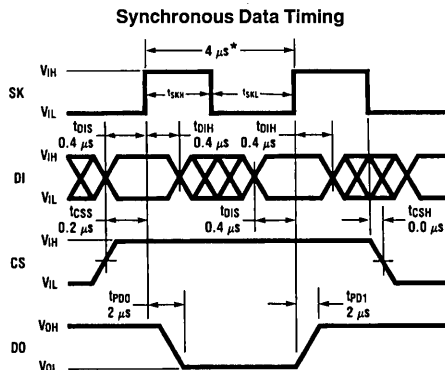 Synchronous Data Timing
4 μs*
VIH
SK
tSKH
tSKL
VIL
tDIS
0.4 μs
tDIH
0.4 μs
tDIH
0.4 μs
VIH
DI
VIL
tCSS
0.2 μs
tDIS
0.4 μs
tCSH
0.0 μs
VIH
CS
VIL
tPD0
2 μs
tPD1
2 μs
VOH
DO
VOL